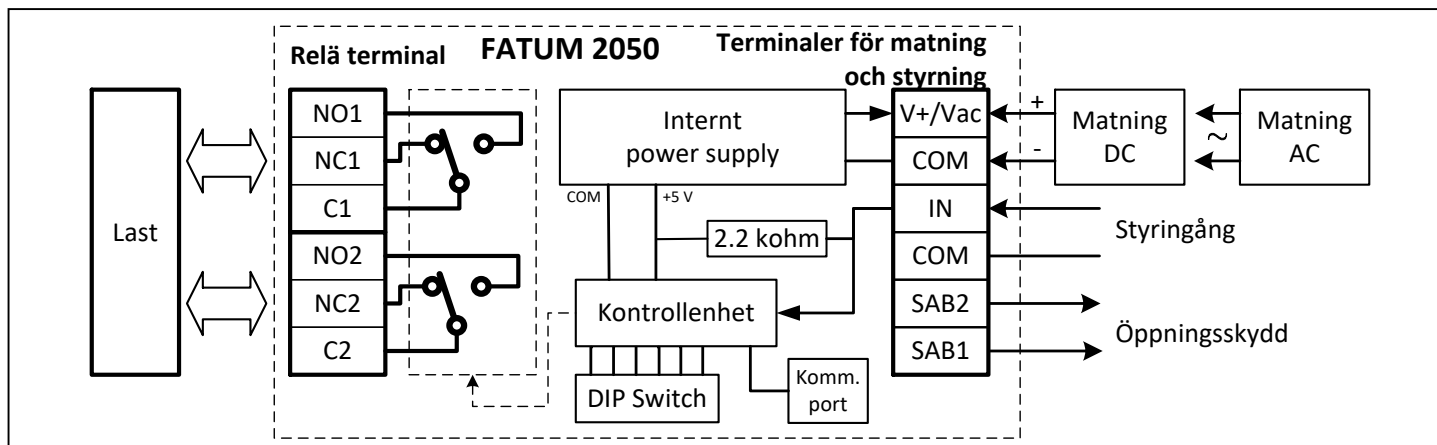 FATUM 2050
Relä terminal
Terminaler för matning
och styrning
Last
NO1
NC1
C1
NO2
NC2
C2
Internt
power supply
COM
+5 V
2.2 kohm
Kontrollenhet
DIP Switch
Komm.
port
V+/Vac
COM
IN
COM
SAB2
SAB1
+
-
Matning
DC
~
Matning
AC
Styringång
Öppningsskydd